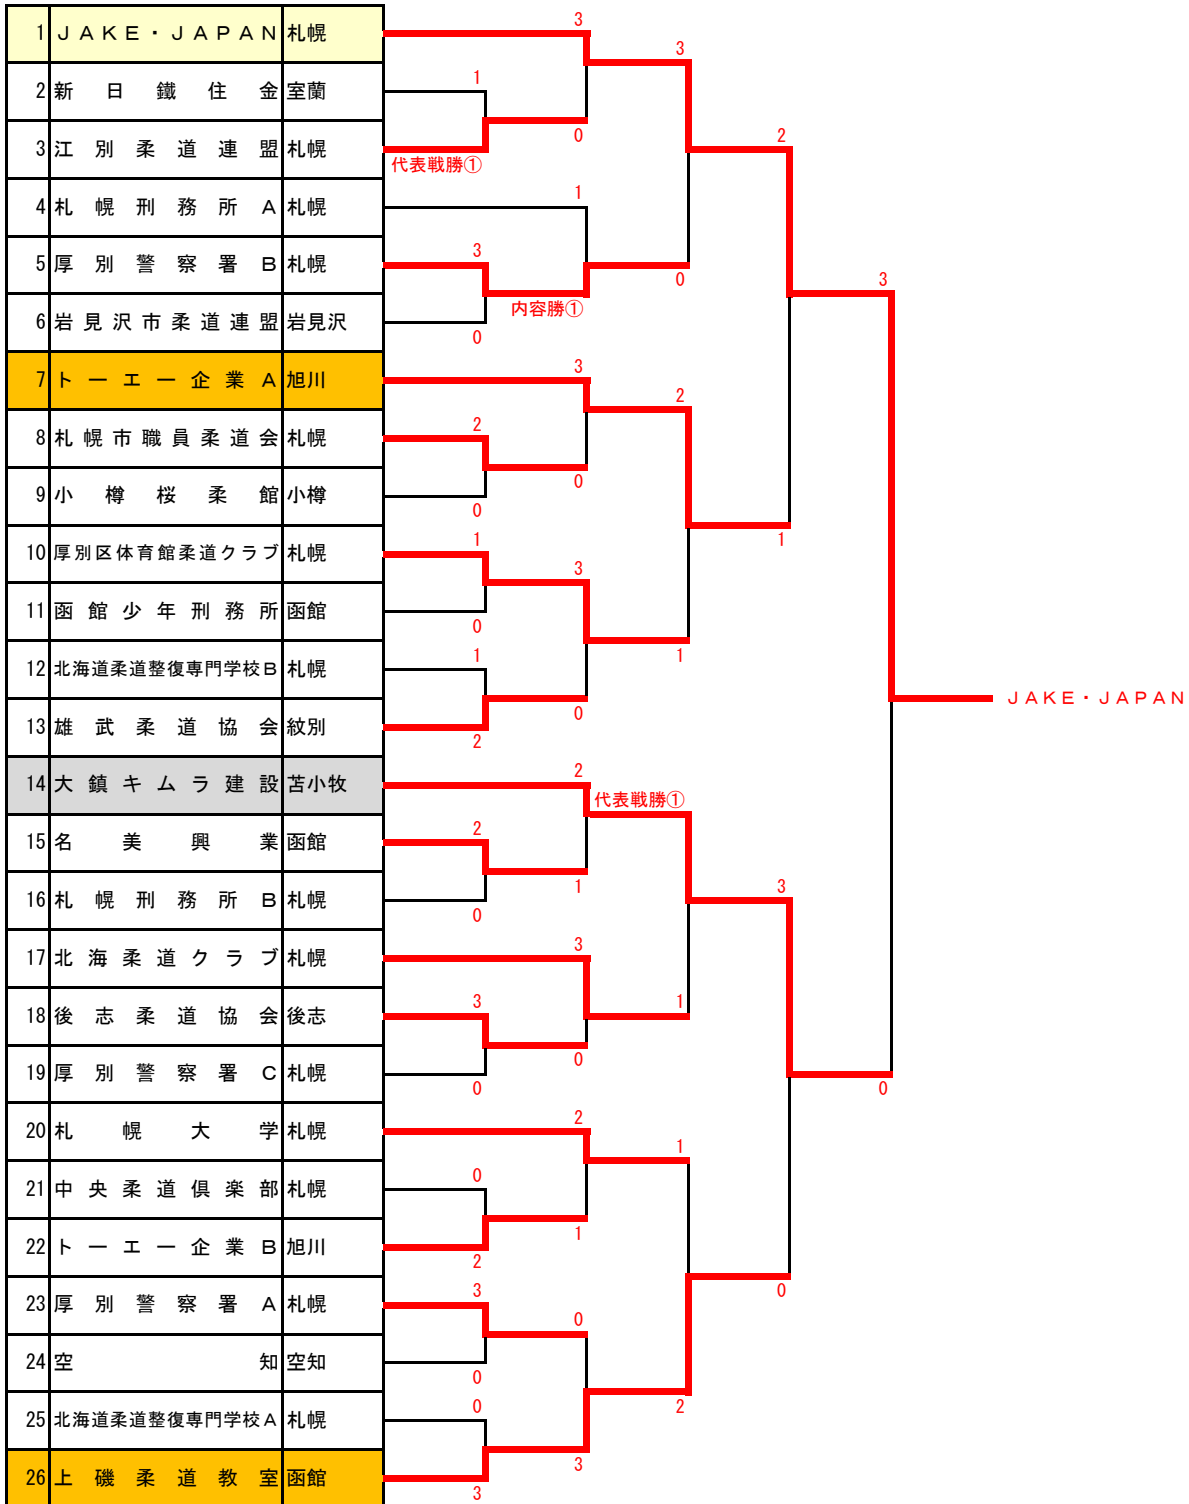 1 ＪＡＫＥ・ＪＡＰＡＮ 札幌
2 新日鐵住金 室蘭
3 江別柔道連盟 札幌
4 札幌刑務所Ａ 札幌
5 厚別警察署Ｂ 札幌
6 岩見沢市柔道連盟 岩見沢
7 トーエー企業Ａ 旭川
8 札幌市職員柔道会 札幌
9 小樽桜柔館 小樽
10 厚別区体育館柔道クラブ 札幌
11 函館少年刑務所 函館
12 北海道柔道整復専門学校Ｂ 札幌
13 雄武柔道協会 紋別
14 大鎮キムラ建設 苫小牧
15 名美興業 函館
16 札幌刑務所Ｂ 札幌
17 北海柔道クラブ 札幌
18 後志柔道協会 後志
19 厚別警察署Ｃ 札幌
20 札幌大学 札幌
21 中央柔道倶楽部 札幌
22 トーエー企業Ｂ 旭川
23 厚別警察署Ａ 札幌
24 空知 空知
25 北海道柔道整復専門学校Ａ 札幌
26 上磯柔道教室 函館
1
代表戦勝①
3
0
2
0
1
0
1
2
2
0
3
0
0
2
3
0
0
3
3
0
1
内容勝①
3
0
3
0
2
代表戦勝①
1
3
0
2
1
0
3
3
0
2
1
1
1
2
2
1
3
0
3
0
ＪＡＫＥ・ＪＡＰＡＮ